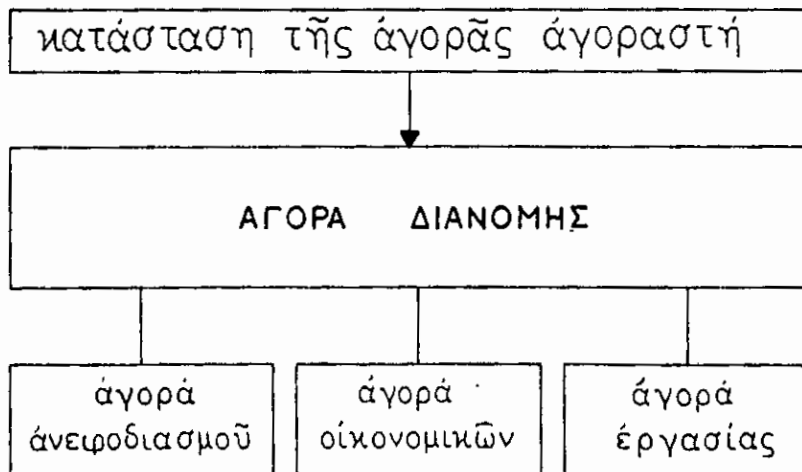 κατάσταση τῆς ἀγορᾶς ἀγοραστή
ΑΓΟΡΑ ΔΙΑΝΟΜΗΣ
ἀγορά
ἀνεφοδιασμοῦ
ἀγορά
οἰκονομικῶν
ἀγορά
ἐργασίας